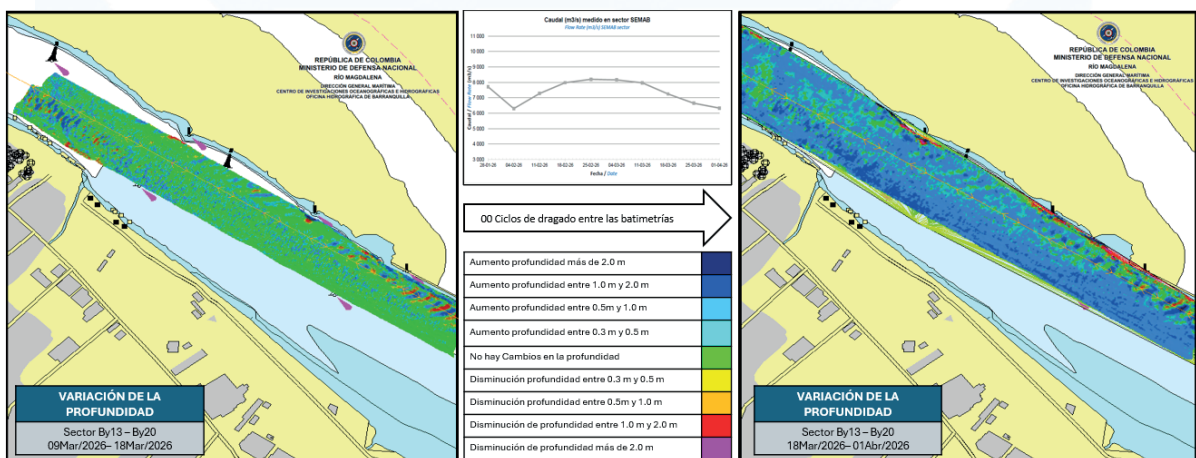 REPÚBLICA DE COLOMBIA
MINISTERIO DE DEFENSA NACIONAL
RÍO MAGDALENA
DIRECCIÓN GENERAL MARÍTIMA
CENTRO DE INVESTIGACIONES OCEANOGRÁFICAS E HIDROGRÁFICAS
OFICINA HIDROGRÁFICA DE BARRANQUILLA
VARIACIÓN DE LA
PROFUNDIDAD
Sector By13 – By20
09Mar/2026– 18Mar/2026
Caudal (m3/s) medido en sector SEMAB
Flow Rate (m3/s) SEMAB sector
Caudal / Flow Rate (m3/s)
11 000
10 000
9 000
8 000
7 000
6 000
5 000
4 000
3 000
04-02-26
11-02-26
18-02-26
25-02-26
04-03-26
11-03-26
18-03-26
25-03-26
01-04-26
Fecha / Date
00 Ciclos de dragado entre las batimetrías
Aumento profundidad más de 2.0 m
Aumento profundidad entre 1.0 m y 2.0 m
Aumento profundidad entre 0.5m y 1.0 m
Aumento profundidad entre 0.3 m y 0.5 m
No hay Cambios en la profundidad
Disminución profundidad entre 0.3 m y 0.5 m
Disminución profundidad entre 0.5m y 1.0 m
Disminución de profundidad entre 1.0 m y 2.0 m
Disminución de profundidad más de 2.0 m
REPÚBLICA DE COLOMBIA
MINISTERIO DE DEFENSA NACIONAL
RÍO MAGDALENA
DIRECCIÓN GENERAL MARÍTIMA
CENTRO DE INVESTIGACIONES OCEANOGRÁFICAS E HIDROGRÁFICAS
OFICINA HIDROGRÁFICA DE BARRANQUILLA
VARIACIÓN DE LA
PROFUNDIDAD
Sector By13 – By20
18Mar/2026– 01Abr/2026